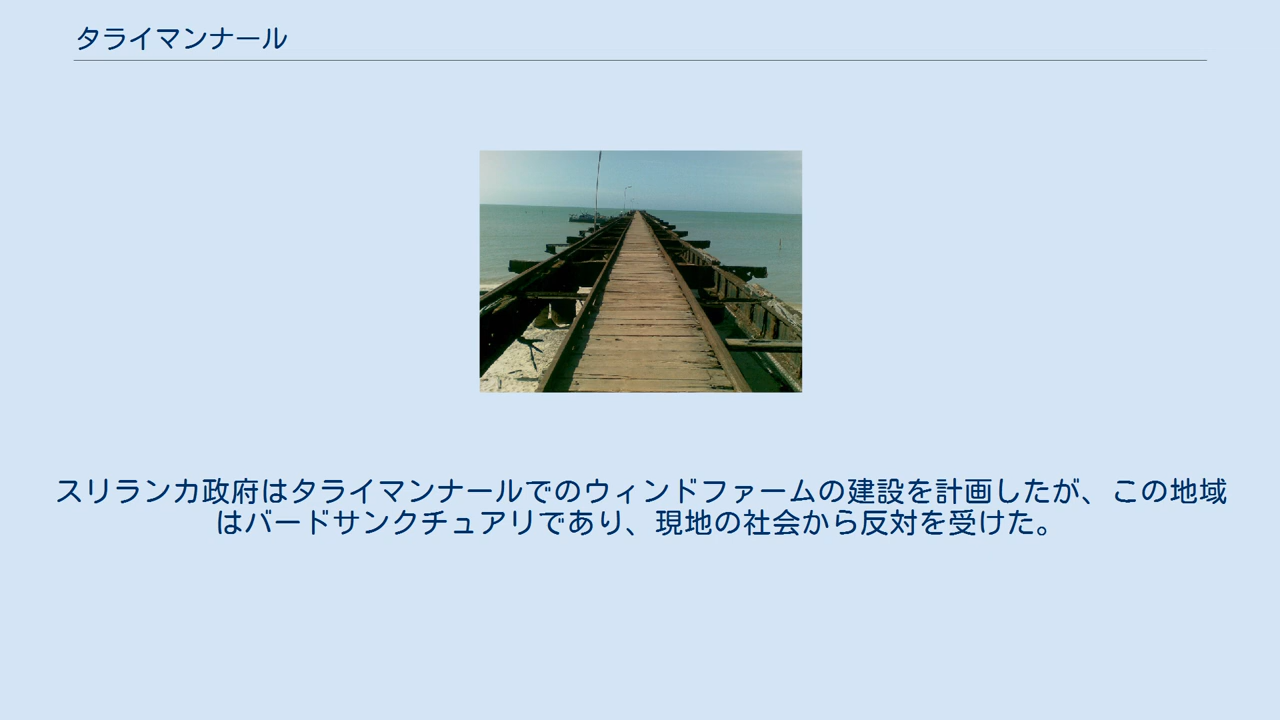 タライマンナール
スリランカ政府はタライマンナールでのウィンドファームの建設を計画したが、この地域
はバードサンクチュアリであり、現地の社会から反対を受けた。